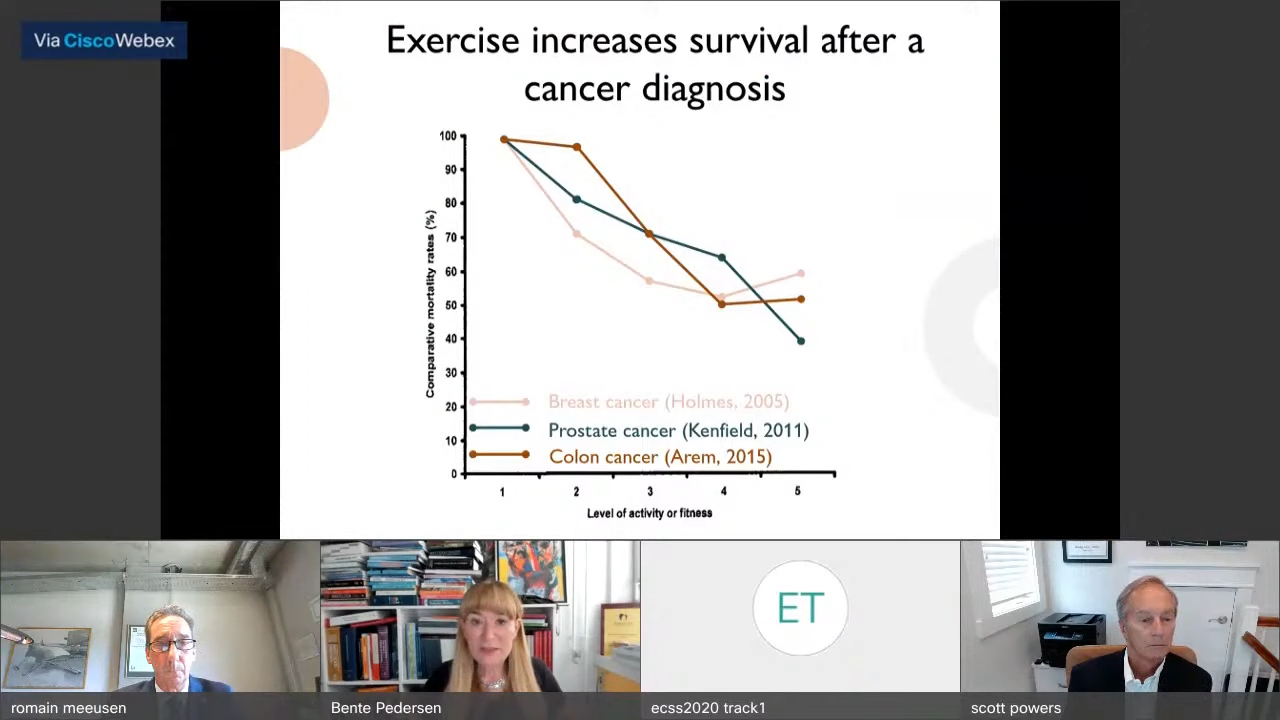 Via Cisco Webex
Exercise increases survival after a
cancer diagnosis
Comparative mortality rates (%)
100
90
80
70
60
50
40
30
20
10
0
Breast cancer (Holmes, 2005)
Prostate cancer (Kenfield, 2011)
Colon cancer (Arem, 2015)
1 2 3 4 5
Level of activity or fitness
ET
romain meeusen
Bente Pedersen
ecss2020 track1
scott powers